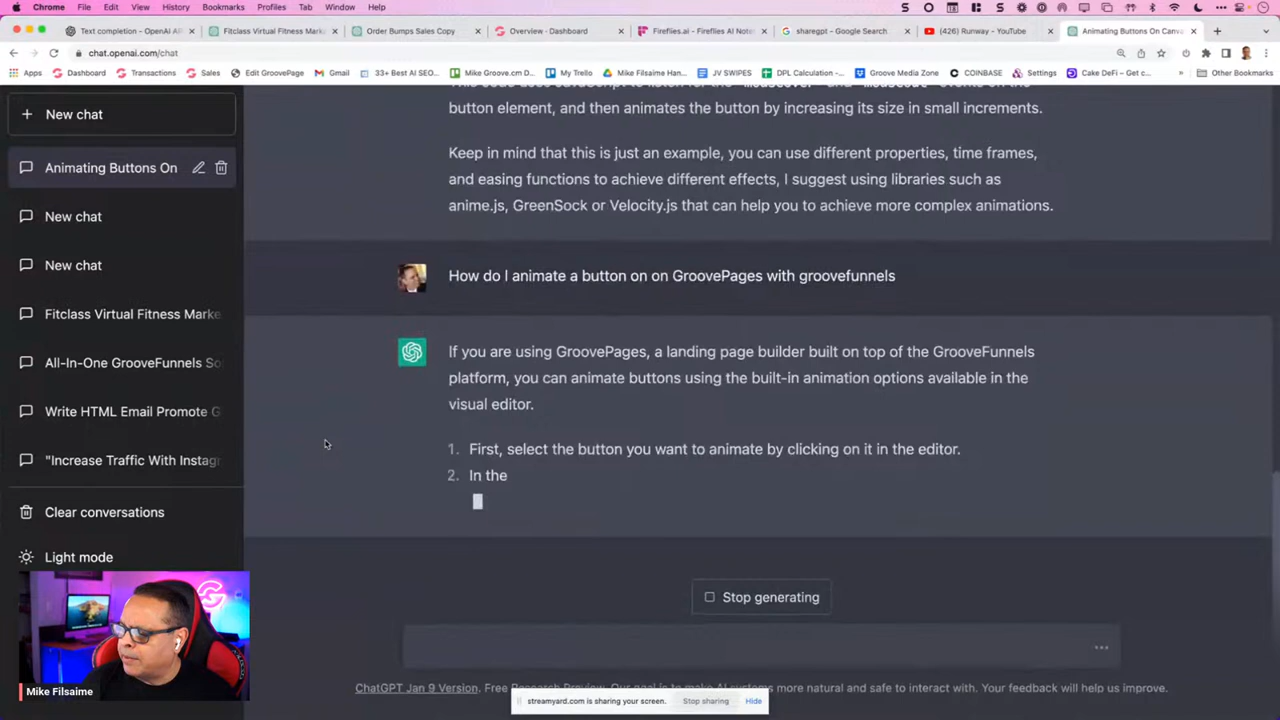 Chrome File Edit View History Bookmarks Profiles Tab Window Help
Text completion - OpenAI AI
Fitclass Virtual Fitness Mark
Order Bumps Sales Copy
Overview · Dashboard
Fireflies.ai - Fireflies AI Note
sharegpt - Google Search
(426) Runway - YouTube
Animating Buttons On Canva
chat.openai.com/chat
Apps Dashboard Transactions Sales Edit GroovePage Gmail 33+ Best AI SEO... Mike Groove.cm D... My Trello Mike Filsaime Han... JV SWIPES DPL Calculation -... Groove Media Zone COINBASE Settings Cake DeFi – Get c... » Other Bookmarks
+ New chat
Animating Buttons On
New chat
New chat
Fitclass Virtual Fitness Marke
All-In-One GrooveFunnels So
Write HTML Email Promote G
"Increase Traffic With Instag
Clear conversations
Light mode
button element, and then animates the button by increasing its size in small increments.
Keep in mind that this is just an example, you can use different properties, time frames,
and easing functions to achieve different effects, I suggest using libraries such as
anime.js, GreenSock or Velocity.js that can help you to achieve more complex animations.
How do I animate a button on on GroovePages with groovefunnels
If you are using GroovePages, a landing page builder built on top of the GrooveFunnels
platform, you can animate buttons using the built-in animation options available in the
visual editor.
1. First, select the button you want to animate by clicking on it in the editor.
2. In the
Stop generating
ChatGPT Jan 9 Version. Free Research Preview. Our goal is to make AI systems more natural and safe to interact with. Your feedback will help us improve.
streamyard.com is sharing your screen. Stop sharing Hide
Mike Filsaime